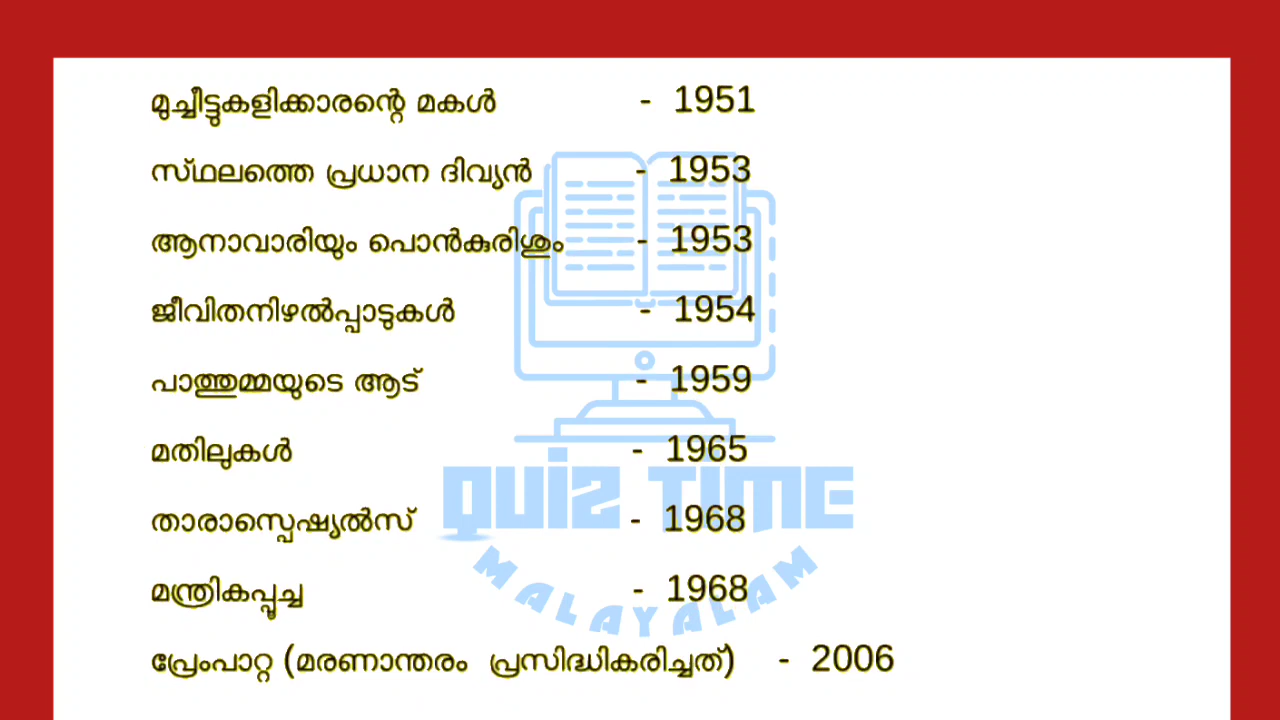 മുച്ചീട്ടുകളിക്കാരന്റെ മകൾ - 1951
സ്ഥലത്തെ പ്രധാന ദിവ്യൻ - 1953
ആനാവാരിയും പൊൻകുരിശും - 1953
ജീവിതനിഴൽപ്പാടുകൾ - 1954
പാത്തുമ്മയുടെ ആട് - 1959
മതിലുകൾ - 1965
താരാസ്പെഷ്യൽസ് - 1968
മന്ത്രികപ്പൂച്ച - 1968
പ്രേംപാറ്റ (മരണാന്തരം പ്രസിദ്ധികരിച്ചത്) - 2006
QUIZ TIME
MALAYALAM